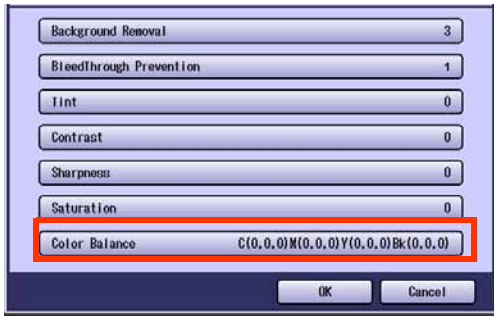 Background Removal 3
BleedThrough Prevention 1
Tint 0
Contrast 0
Sharpness 0
Saturation 0
Color Balance C(0,0,0)M(0,0,0)Y(0,0,0)Bk(0,0,0)
OK Cancel